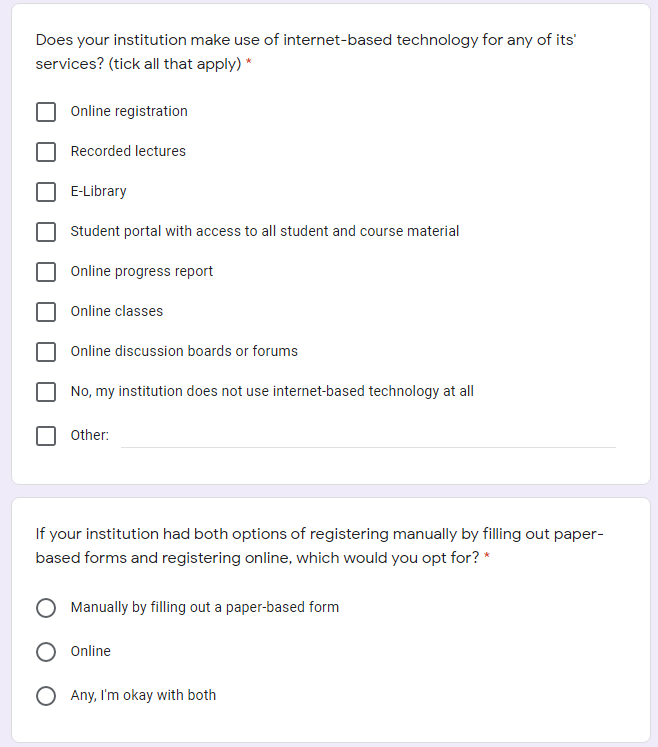 Does your institution make use of internet-based technology for any of its'
services? (tick all that apply) *
Online registration
Recorded lectures
E-Library
Student portal with access to all student and course material
Online progress report
Online classes
Online discussion boards or forums
No, my institution does not use internet-based technology at all
Other:
If your institution had both options of registering manually by filling out paper-
based forms and registering online, which would you opt for? *
Manually by filling out a paper-based form
Online
Any, I'm okay with both